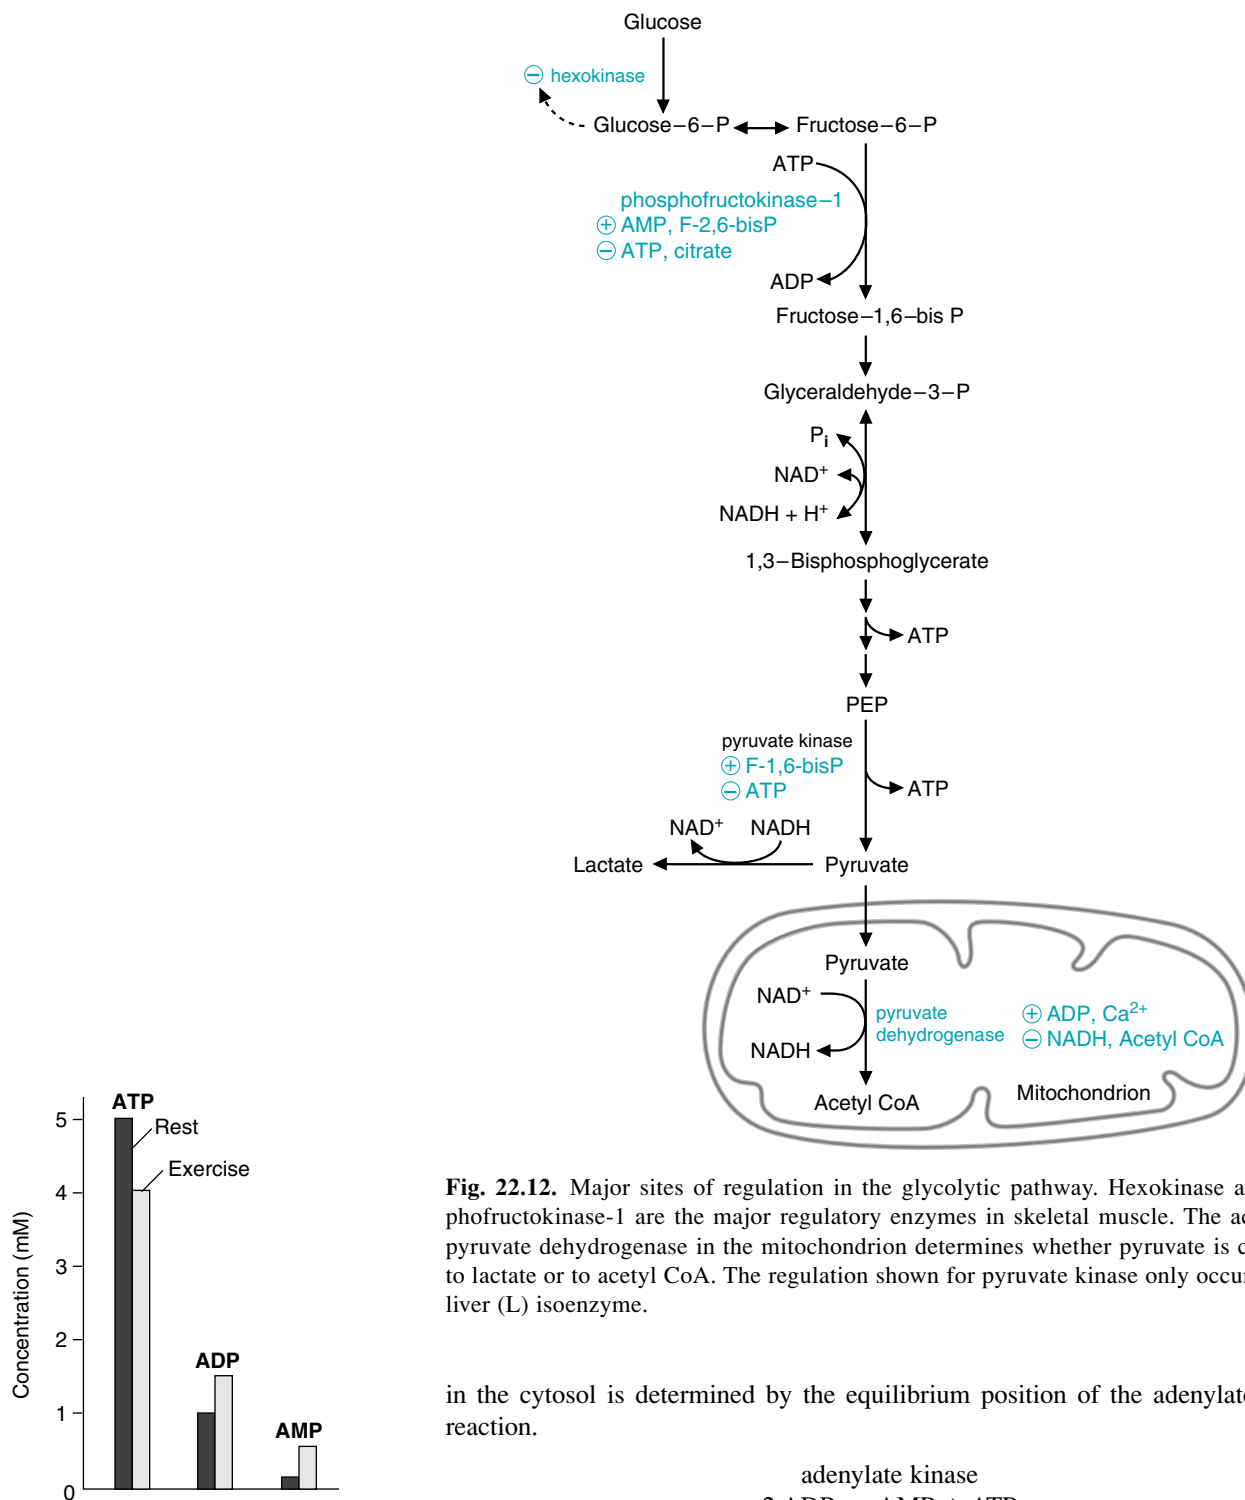 Glucose
⊖ hexokinase
Glucose–6–P
Fructose–6–P
ATP
phosphofructokinase–1
⊕ AMP, F-2,6-bisP
⊖ ATP, citrate
ADP
Fructose–1,6–bis P
Glyceraldehyde–3–P
Pi
NAD+
NADH + H+
1,3–Bisphosphoglycerate
ATP
PEP
pyruvate kinase
⊕ F-1,6-bisP
⊖ ATP
ATP
NAD+ NADH
Lactate
Pyruvate
Pyruvate
NAD+
pyruvate
dehydrogenase
⊕ ADP, Ca2+
⊖ NADH, Acetyl CoA
NADH
Acetyl CoA
Mitochondrion
Fig. 22.12. Major sites of regulation in the glycolytic pathway. Hexokinase a
phofructokinase-1 are the major regulatory enzymes in skeletal muscle. The ac
pyruvate dehydrogenase in the mitochondrion determines whether pyruvate is c
to lactate or to acetyl CoA. The regulation shown for pyruvate kinase only occur
liver (L) isoenzyme.
in the cytosol is determined by the equilibrium position of the adenylate
reaction.
adenylate kinase
2 ADP AMP + ATP
Concentration (mM)
5
4
3
2
1
0
ATP
Rest
Exercise
ADP
AMP